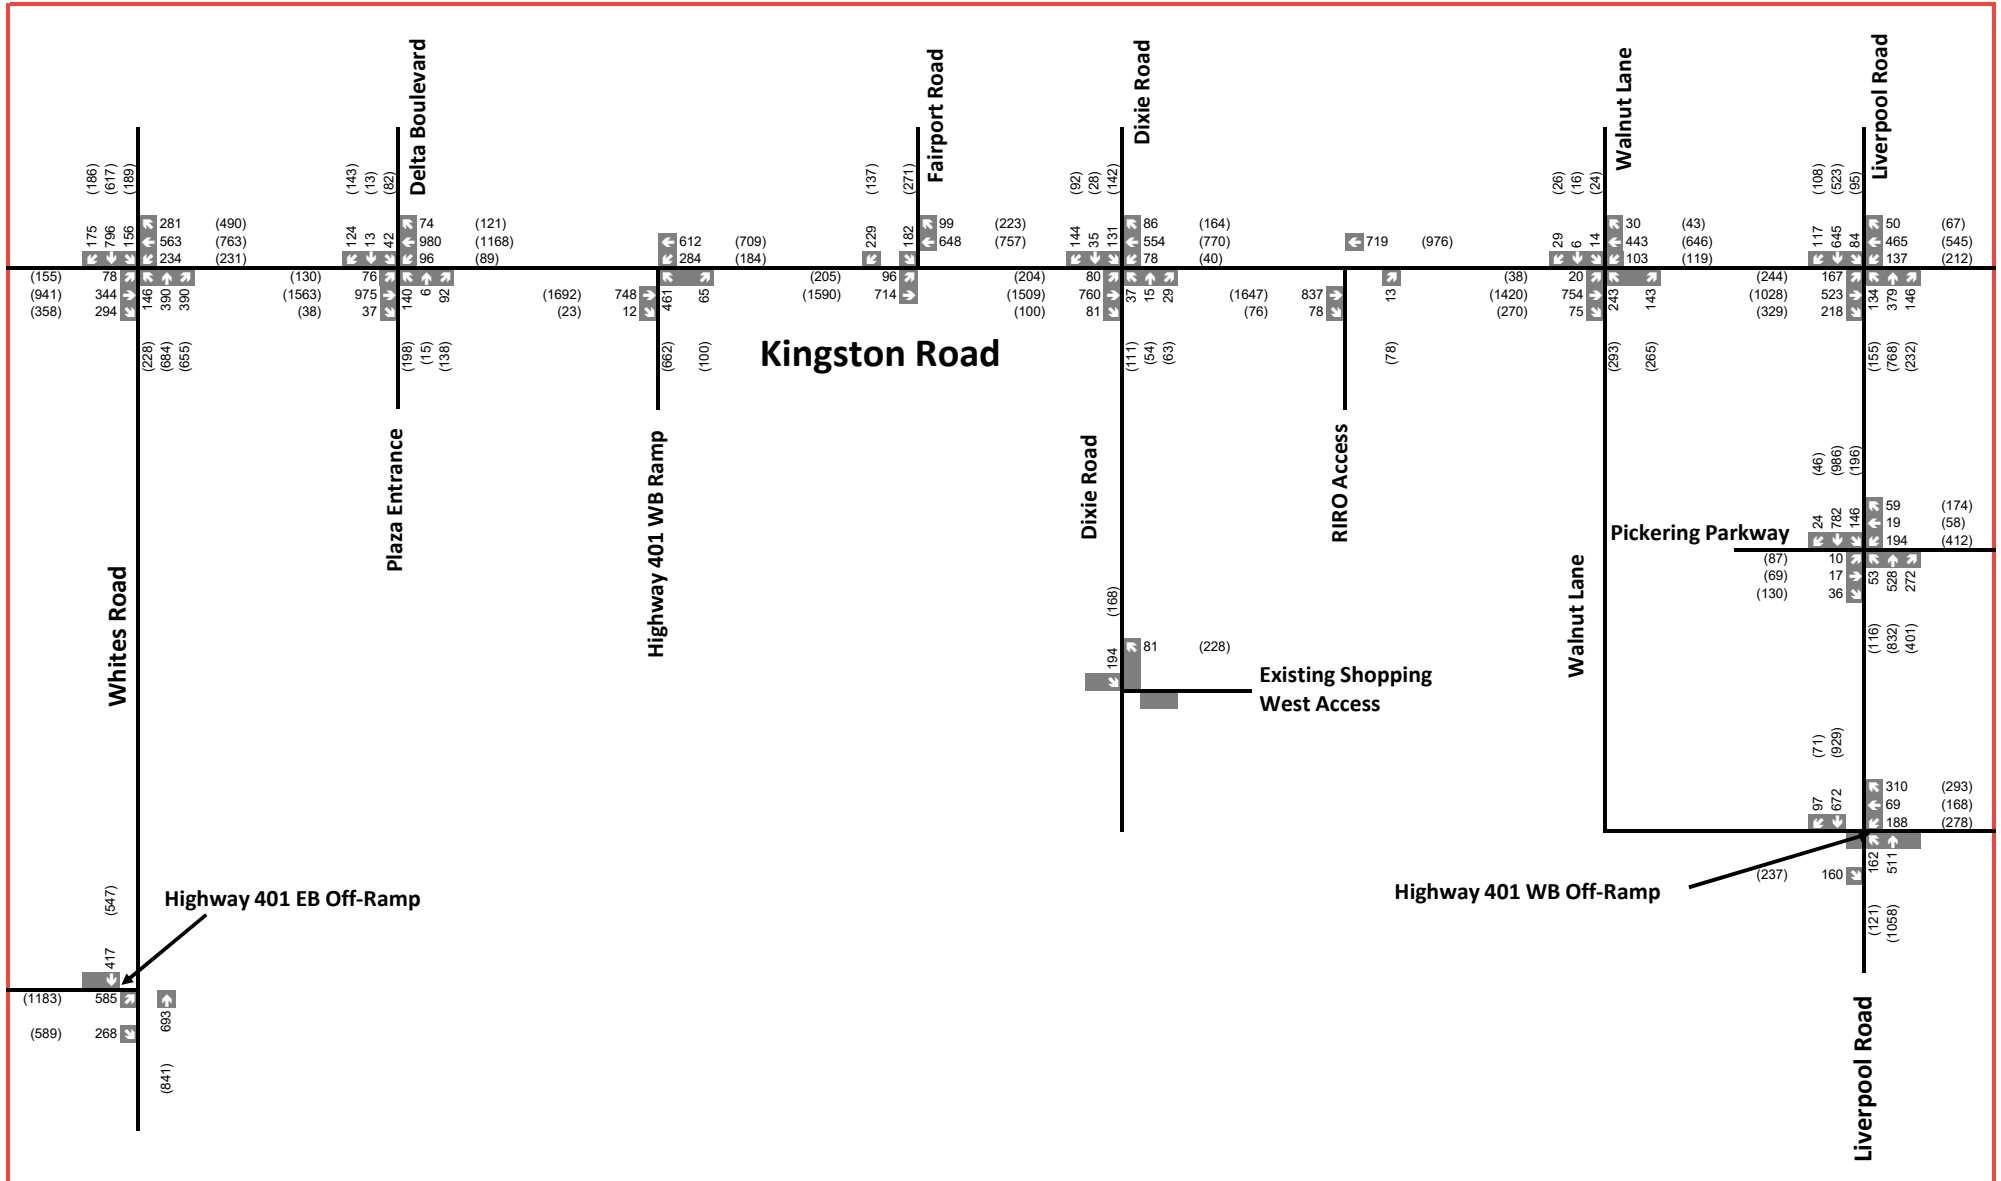 Delta Boulevard
Fairport Road
Dixie Road
Walnut Lane
Liverpool Road
(186) (617) (189)
(143) (13) (82)
(137) (271)
(92) (28) (142)
(26) (16) (24)
(108) (523) (95)
175 796 156
281 (490)
563 (763)
234 (231)
124 13 42
74 (121)
980 (1168)
96 (89)
612 (709)
284 (184)
229 182
99 (223)
648 (757)
144 35 131
86 (164)
554 (770)
78 (40)
719 (976)
29 6 14
30 (43)
443 (646)
103 (119)
117 645 84
50 (67)
465 (545)
137 (212)
(155) 78
(941) 344
(358) 294
146 390 390
(130) 76
(1563) 975
(38) 37
140 6 92
(1692) 748
(23) 12
461 65
(205) 96
(1590) 714
(204) 80
(1509) 760
(100) 81
37 15 29
(1647) 837
(76) 78
13
(38) 20
(1420) 754
(270) 75
243 143
(244) 167
(1028) 523
(329) 218
134 379 146
(228) (684) (655)
(198) (15) (138)
(662) (100)
Kingston Road
(111) (54) (63)
(78)
(293) (265)
(155) (768) (232)
Plaza Entrance
Highway 401 WB Ramp
Dixie Road
RIRO Access
(46) (986) (196)
24 782 146
59 (174)
19 (58)
194 (412)
Pickering Parkway
(87) 10
(69) 17
(130) 36
53 528 272
(116) (832) (401)
Whites Road
Walnut Lane
(168)
194
81 (228)
Existing Shopping
West Access
(71) (929)
97 672
310 (293)
69 (168)
188 (278)
162 511
(237) 160
Highway 401 WB Off-Ramp
(121) (1058)
(547)
Highway 401 EB Off-Ramp
417
(1183) 585
(589) 268
693
(841)
Liverpool Road